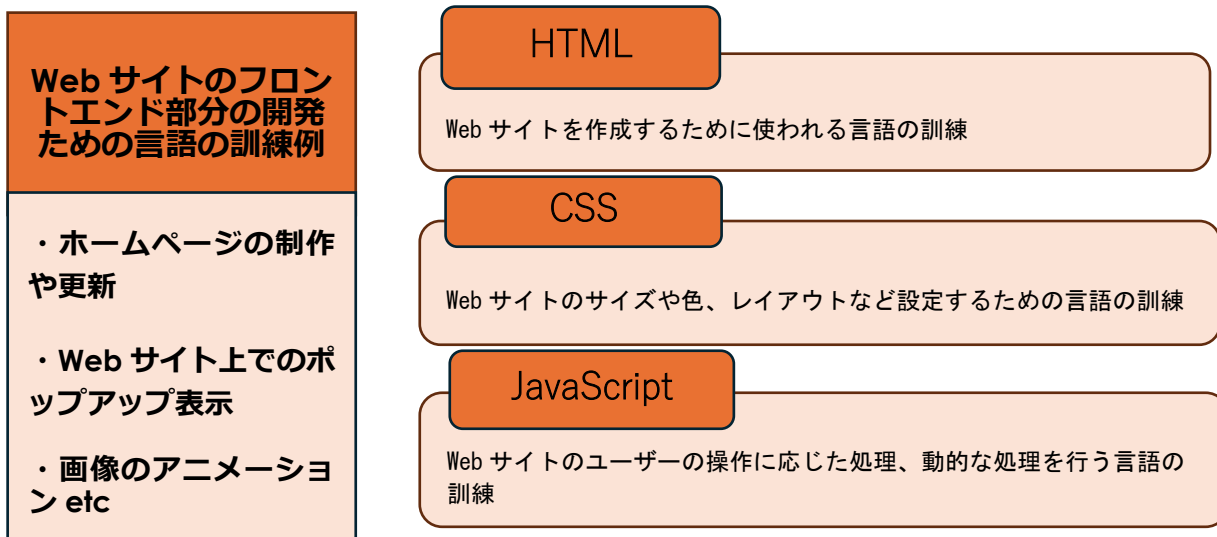 Web サイトのフロン
トエンド部分の開発
ための言語の訓練例
・ホームページの制作
や更新
・Web サイト上でのポ
ップアップ表示
・画像のアニメーショ
ン etc
HTML
Web サイトを作成するために使われる言語の訓練
CSS
Web サイトのサイズや色、レイアウトなど設定するための言語の訓練
JavaScript
Web サイトのユーザーの操作に応じた処理、動的な処理を行う言語の
訓練